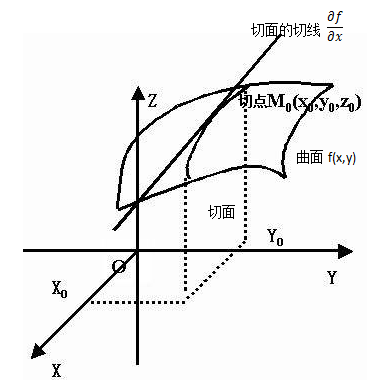 切面的切线 ∂f/∂x
Z
切点M₀(x₀,y₀,z₀)
曲面 f(x,y)
切面
Y₀
O
X₀
Y
X